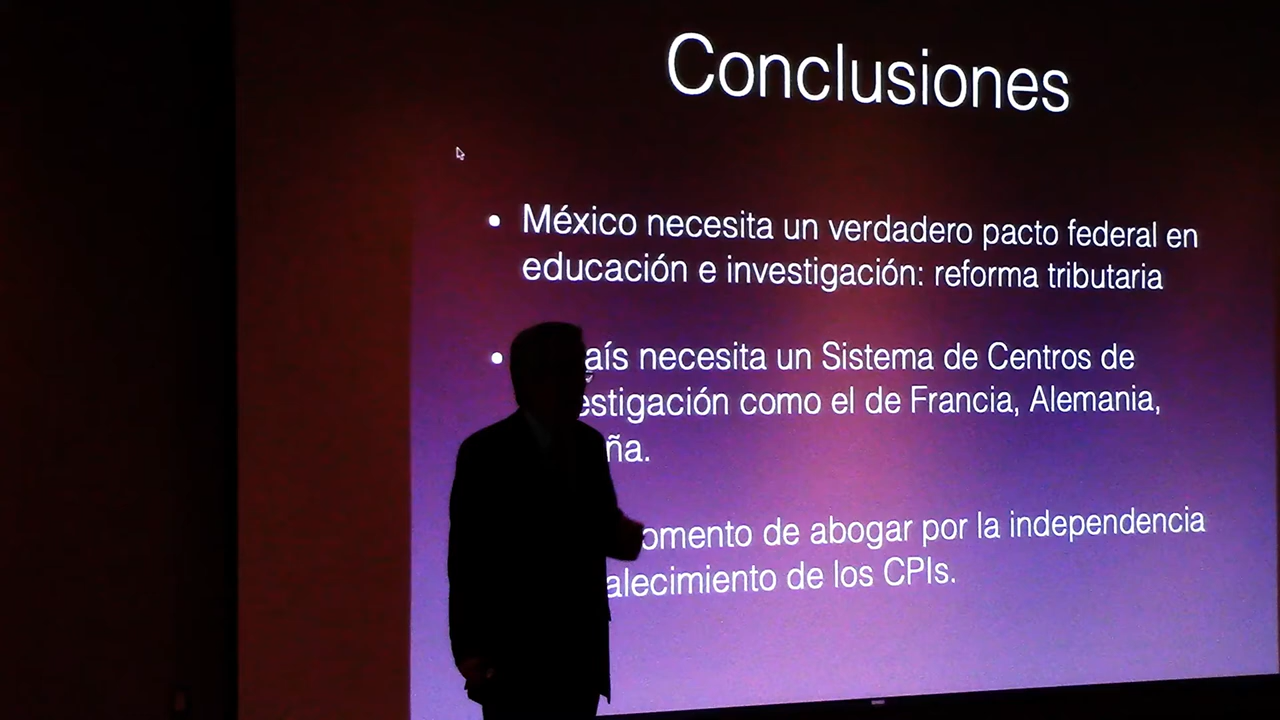 Conclusiones
• México necesita un verdadero pacto federal en
educación e investigación: reforma tributaria
• aís necesita un Sistema de Centros de
estigación como el de Francia, Alemania,
ña.
omento de abogar por la independencia
alecimiento de los CPIs.